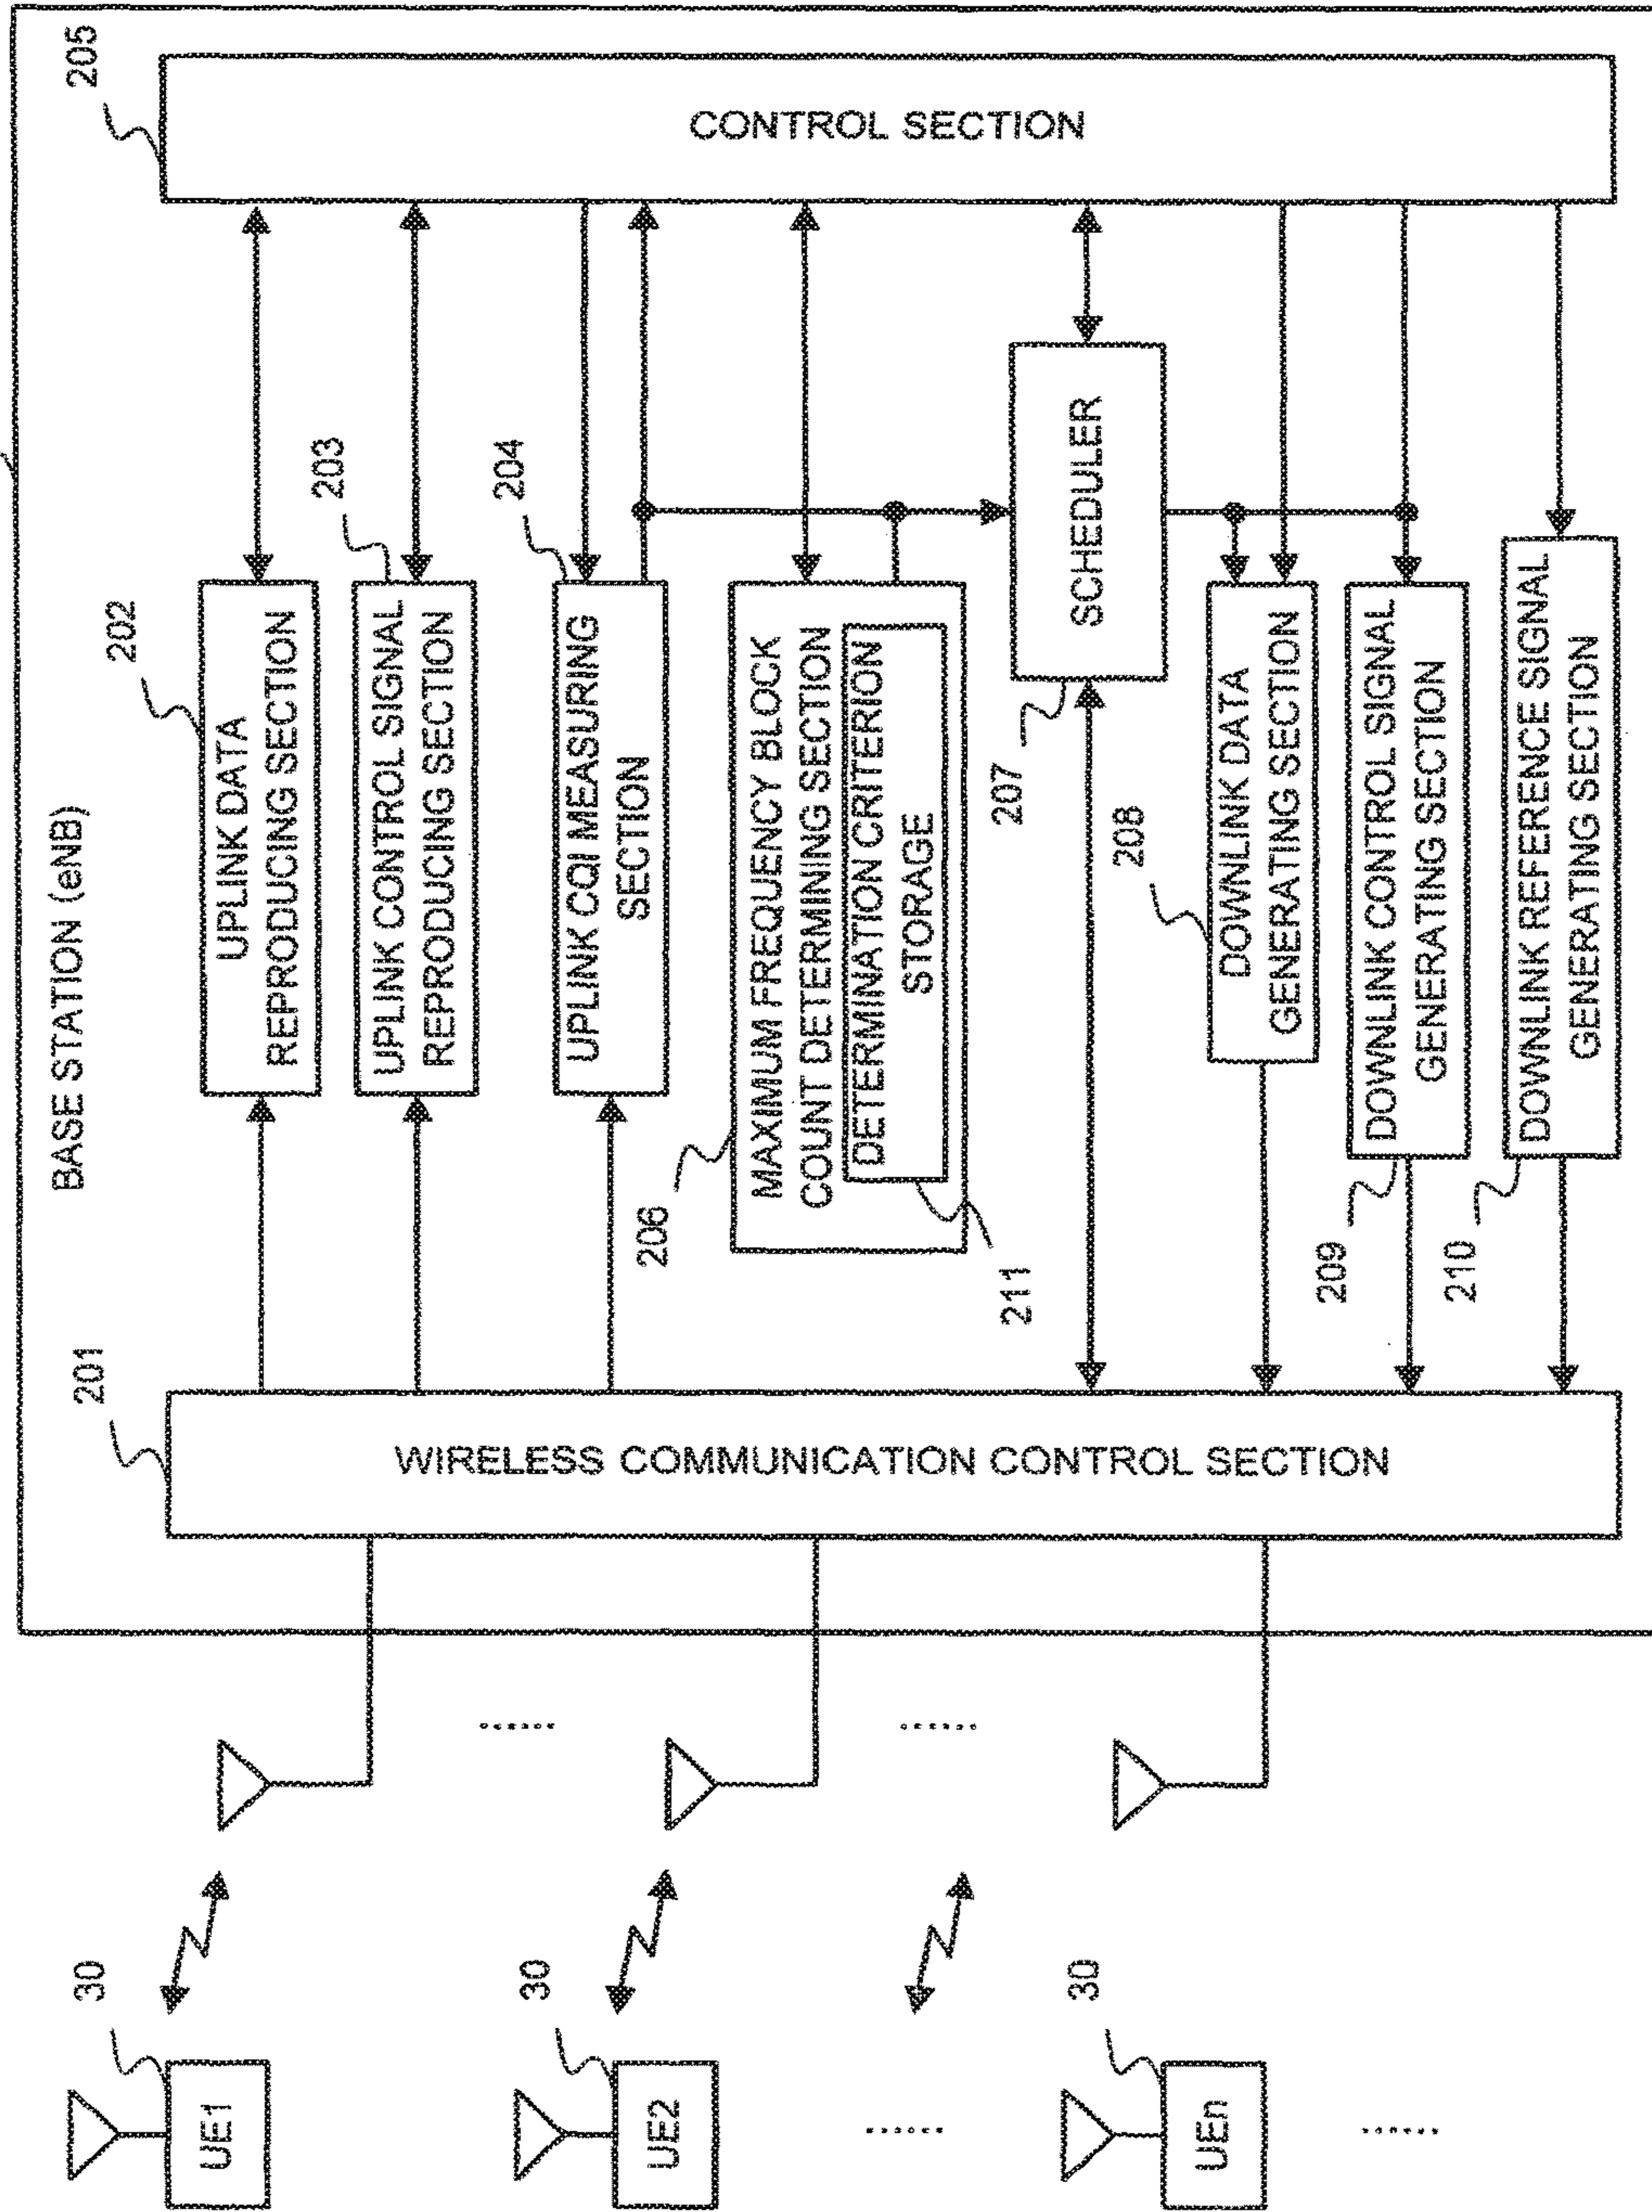 BASE STATION (eNB)
30
UE1
30
UE2
......
30
UEn
......
......
......
201
WIRELESS COMMUNICATION CONTROL SECTION
202
UPLINK DATA
REPRODUCING SECTION
203
UPLINK CONTROL SIGNAL
REPRODUCING SECTION
204
UPLINK CQI MEASURING
SECTION
206
MAXIMUM FREQUENCY BLOCK
COUNT DETERMINING SECTION
DETERMINATION CRITERION
STORAGE
211
207
SCHEDULER
208
DOWNLINK DATA
GENERATING SECTION
209
DOWNLINK CONTROL SIGNAL
GENERATING SECTION
210
DOWNLINK REFERENCE SIGNAL
GENERATING SECTION
205
CONTROL SECTION